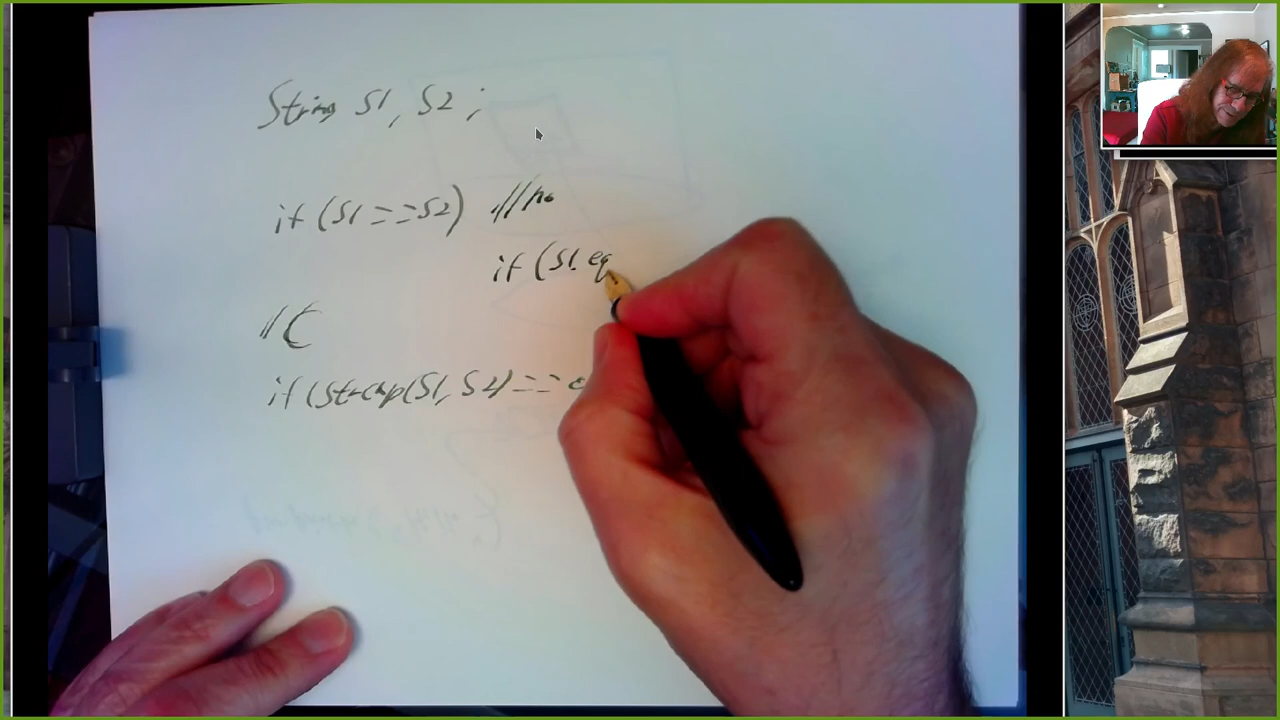 String S1, S2 ;
if (S1 == S2) // no
if (S1. eq
// C
if (strcmp(S1, S2) == 0